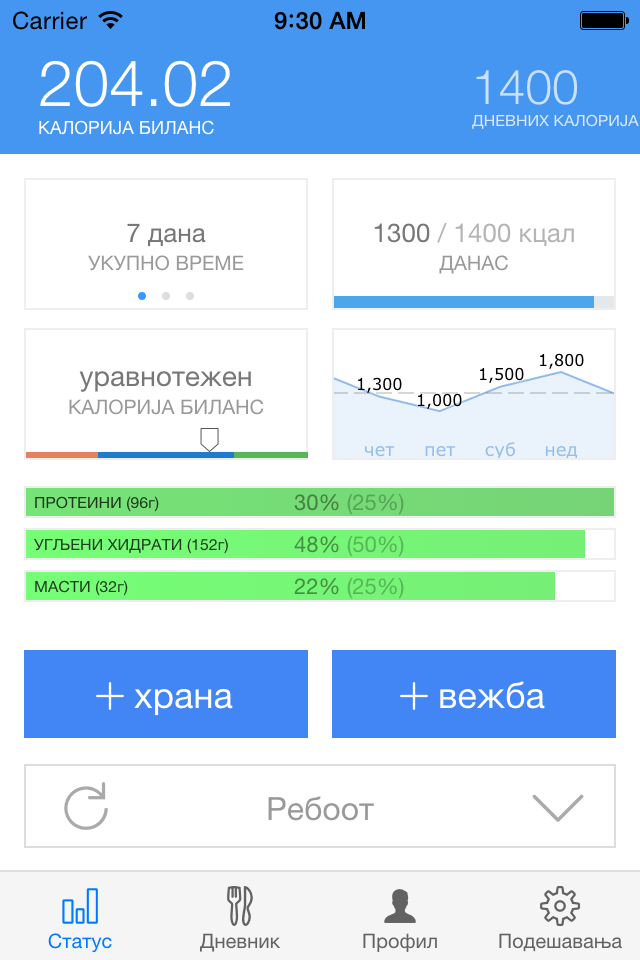 Carrier 9:30 AM
204.02
КАЛОРИЈА БИЛАНС
1400
ДНЕВНИХ КАЛОРИЈА
7 дана
УКУПНО ВРЕМЕ
1300 / 1400 кцал
ДАНАС
уравнотежен
КАЛОРИЈА БИЛАНС
1,300 1,000 1,500 1,800
чет пет суб нед
ПРОТЕИНИ (96г) 30% (25%)
УГЉЕНИ ХИДРАТИ (152г) 48% (50%)
МАСТИ (32г) 22% (25%)
+ храна
+ вежба
Ребоот
Статус Дневник Профил Подешавања